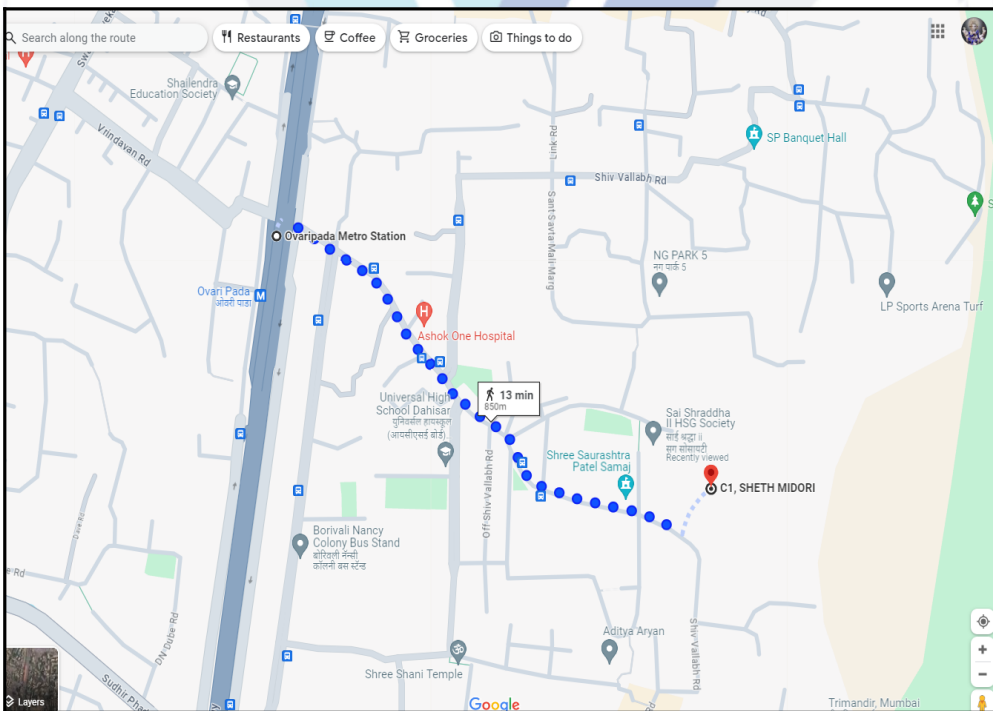 Search along the route
Restaurants
Coffee
Groceries
Things to do
Shailendra
Education Society
Vrindavan Rd
SP Banquet Hall
Link Rd
Shiv Vallabh Rd
Sant Savta Mali Marg
Ovaripada Metro Station
NG PARK 5
नग पार्क 5
Ovari Pada
ओवरी पाडा
M
LP Sports Arena Turf
H
Ashok One Hospital
13 min
850m
Universal High
School Dahisar
युनिवर्सल हायस्कूल
(आयसीएसई बोर्ड)
Sai Shraddha
II HSG Society
साई श्रद्धा ॥
सग सोसायटी
Recently viewed
Shree Saurashtra
Patel Samaj
C1, SHETH MIDORI
Off Shiv Vallabh Rd
Borivali Nancy
Colony Bus Stand
बोरिवली नॅन्सी
कॉलनी बस स्टँड
DN Dube Rd
Aditya Aryan
Shiv Vallabh Rd
Shree Shani Temple
Layers
Google
Trimandir, Mumbai